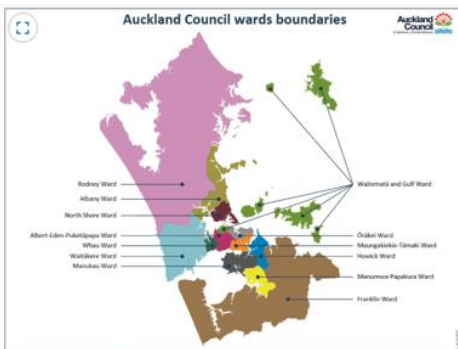 Auckland Council wards boundaries
Auckland
Council
Rodney Ward
Albany Ward
North Shore Ward
Albert-Eden-Puketāpapa Ward
Whau Ward
Waitākere Ward
Manukau Ward
Waitematā and Gulf Ward
Ōrākei Ward
Maungakiekie-Tāmaki Ward
Howick Ward
Manurewa-Papakura Ward
Franklin Ward